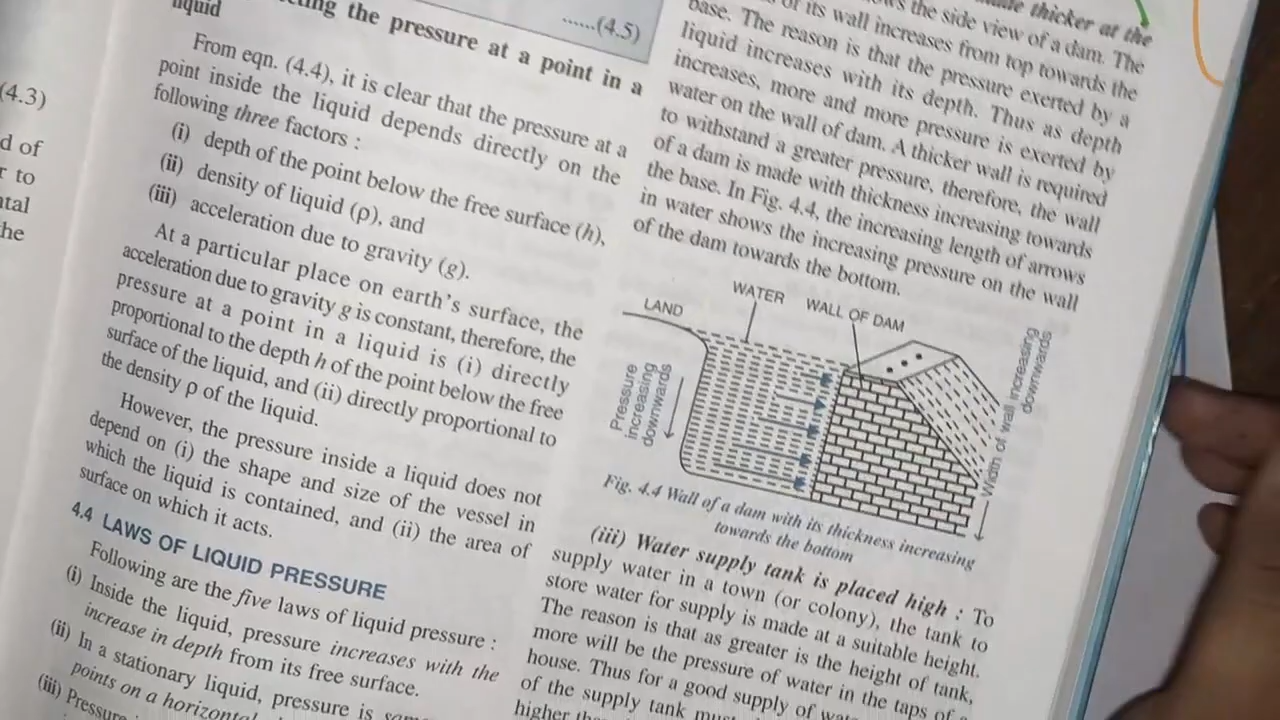 (4.3)
d of
r to
ntal
he
......(4.5)
the pressure at a point in a
liquid
From eqn. (4.4), it is clear that the pressure at a
point inside the liquid depends directly on the
following three factors :
(i) depth of the point below the free surface (h),
(ii) density of liquid (ρ), and
(iii) acceleration due to gravity (g).
At a particular place on earth's surface, the
acceleration due to gravity g is constant, therefore, the
pressure at a point in a liquid is (i) directly
proportional to the depth h of the point below the free
surface of the liquid, and (ii) directly proportional to
the density ρ of the liquid.
However, the pressure inside a liquid does not
depend on (i) the shape and size of the vessel in
which the liquid is contained, and (ii) the area of
surface on which it acts.
4.4 LAWS OF LIQUID PRESSURE
Following are the five laws of liquid pressure :
(i) Inside the liquid, pressure increases with the
increase in depth from its free surface.
(ii) In a stationary liquid, pressure is same
points on a horizontal
(iii) Pressure
thicker at the
the side view of a dam. The
of its wall increases from top towards the
base. The reason is that the pressure exerted by a
liquid increases with its depth. Thus as depth
increases, more and more pressure is exerted by
water on the wall of dam. A thicker wall is required
to withstand a greater pressure, therefore, the wall
of a dam is made with thickness increasing towards
the base. In Fig. 4.4, the increasing length of arrows
in water shows the increasing pressure on the wall
of the dam towards the bottom.
LAND
WATER
WALL OF DAM
Pressure
increasing
downwards
Width of wall increasing
downwards
Fig. 4.4 Wall of a dam with its thickness increasing
towards the bottom
(iii) Water supply tank is placed high : To
supply water in a town (or colony), the tank to
store water for supply is made at a suitable height.
The reason is that as greater is the height of tank,
more will be the pressure of water in the taps of a
house. Thus for a good supply of
of the supply tank
higher